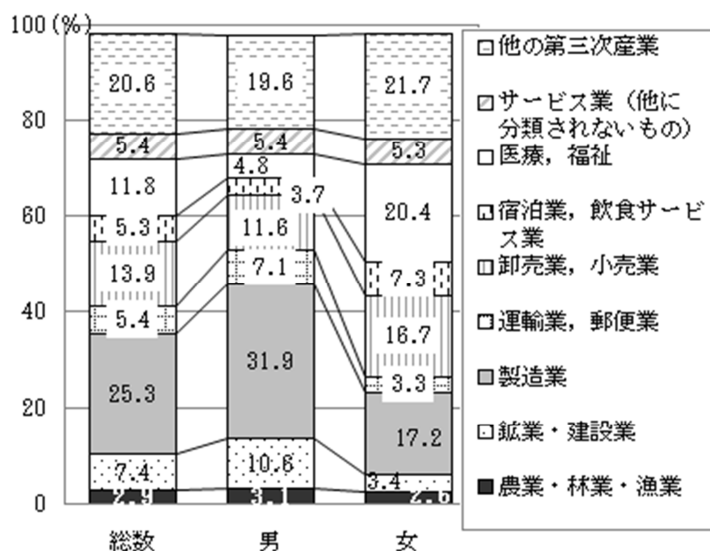 100 (%)
80
60
40
20
0
20.6
5.4
11.8
5.3
13.9
5.4
25.3
7.4
2.9
総数
19.6
5.4
4.8
3.7
11.6
7.1
31.9
10.6
3.1
男
21.7
5.3
20.4
7.3
16.7
3.3
17.2
3.4
2.6
女
他の第三次産業
サービス業（他に
分類されないもの）
医療，福祉
宿泊業，飲食サービ
ス業
卸売業，小売業
運輸業，郵便業
製造業
鉱業・建設業
農業・林業・漁業